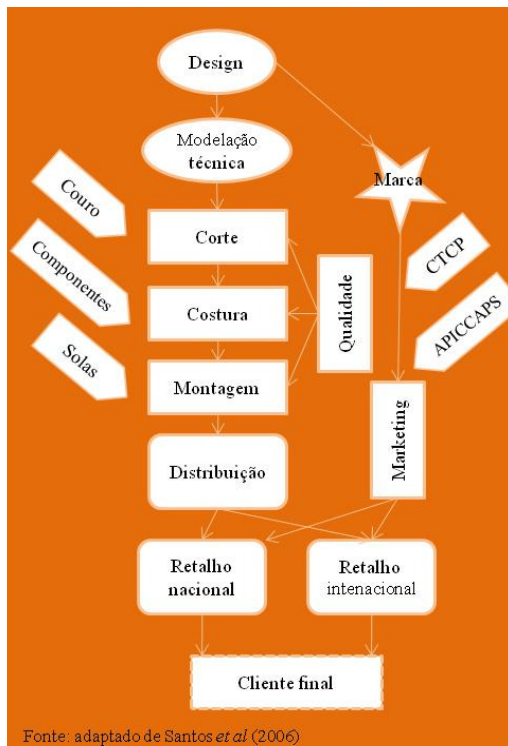 Design
Modelação
técnica
Marca
Couro
Corte
CTCP
Componentes
Costura
Qualidade
APICCAPS
Solas
Montagem
Marketing
Distribuição
Retalho
nacional
Retalho
intenacional
Cliente final
Fonte: adaptado de Santos et al (2006)